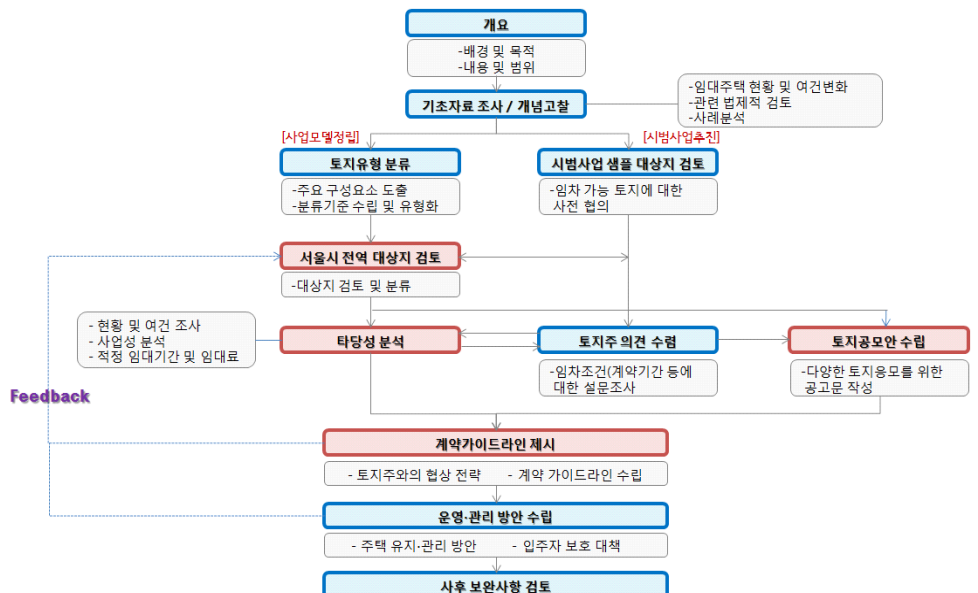 개요
-배경 및 목적
-내용 및 범위
기초자료 조사 / 개념고찰
-임대주택 현황 및 여건변화
-관련 법제적 검토
-사례분석
[사업모델정립]
[시범사업추진]
토지유형 분류
-주요 구성요소 도출
-분류기준 수립 및 유형화
시범사업 샘플 대상지 검토
-임차 가능 토지에 대한
사전 협의
서울시 전역 대상지 검토
-대상지 검토 및 분류
- 현황 및 여건 조사
- 사업성 분석
- 적정 임대기간 및 임대료
타당성 분석
토지주 의견 수렴
-임차조건(계약기간 등에
대한 설문조사
토지공모안 수립
-다양한 토지응모를 위한
공고문 작성
Feedback
계약가이드라인 제시
- 토지주와의 협상 전략 - 계약 가이드라인 수립
운영·관리 방안 수립
- 주택 유지·관리 방안 - 입주자 보호 대책
사후 보완사항 검토